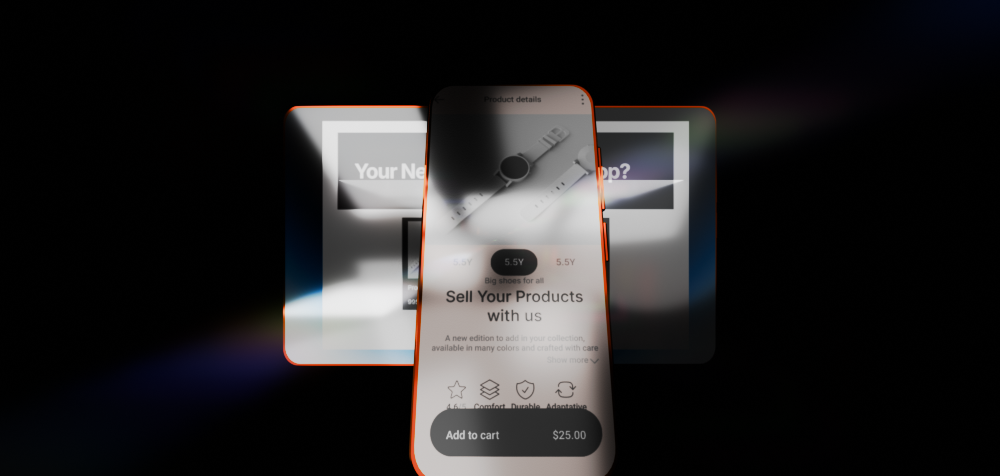 Product details
Your Ne
op?
5.5Y 5.5Y 5.5Y
Big shoes for all
Sell Your Products
with us
A new edition to add in your collection,
available in many colors and crafted with care
Show more
4.6
Comfort
Durable
Adaptative
Add to cart $25.00